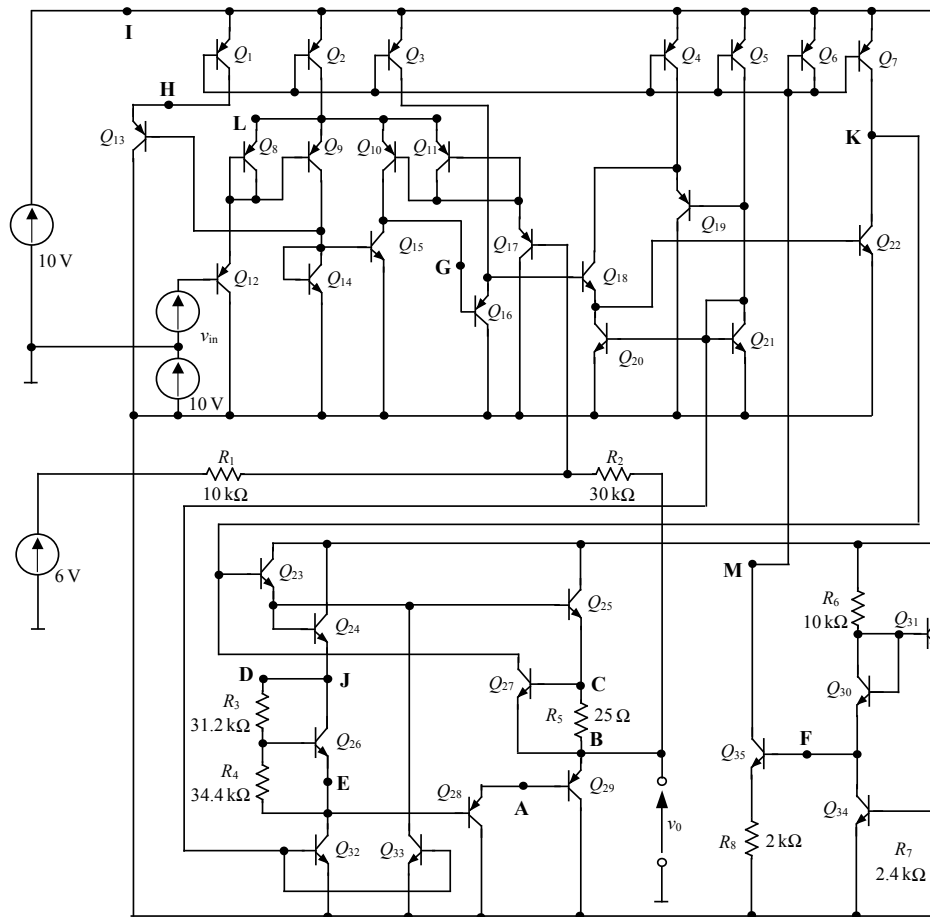 I
Q1
Q2
Q3
Q4
Q5
Q6
Q7
H
L
Q13
Q8
Q9
Q10
Q11
K
Q19
Q15
Q17
Q22
10 V
G
Q12
Q14
Q18
Q16
vin
Q20
Q21
10 V
R1
R2
10 kΩ
30 kΩ
6 V
Q23
M
Q25
R6
10 kΩ
Q31
Q24
D
J
Q27
C
Q30
R3
31.2 kΩ
R5
25 Ω
Q26
B
Q35
F
R4
34.4 kΩ
E
Q28
A
Q29
Q34
v0
Q32
Q33
R8
2 kΩ
R7
2.4 kΩ